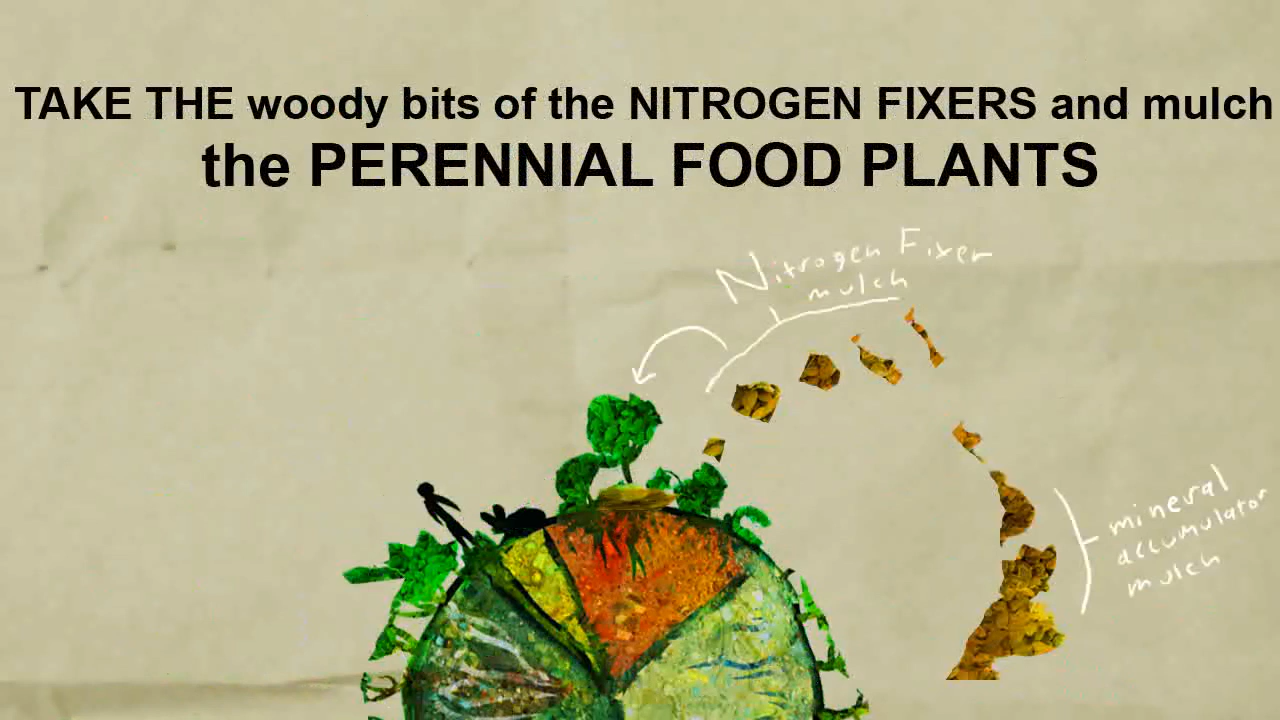 TAKE THE woody bits of the NITROGEN FIXERS and mulch
the PERENNIAL FOOD PLANTS
Nitrogen Fixer
mulch
mineral
accumulator
mulch